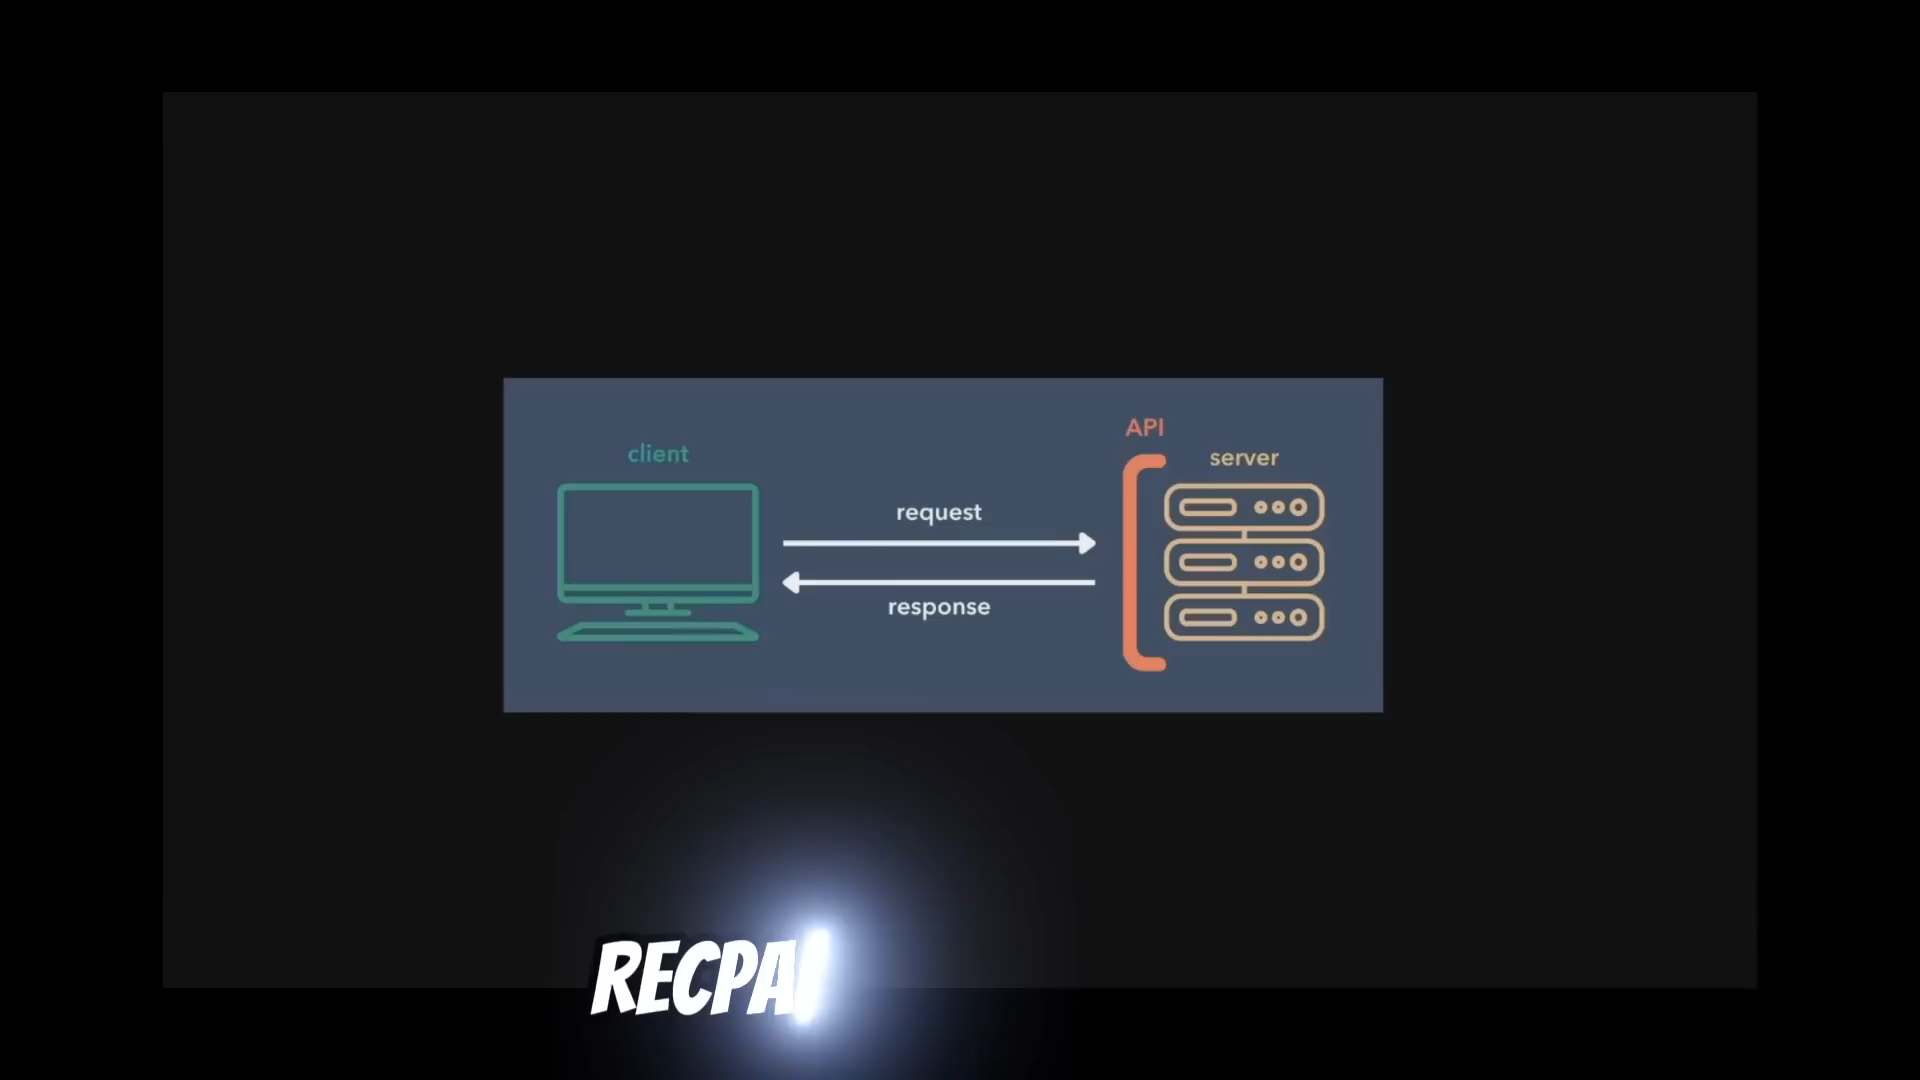 API
client
server
request
response
RECPA